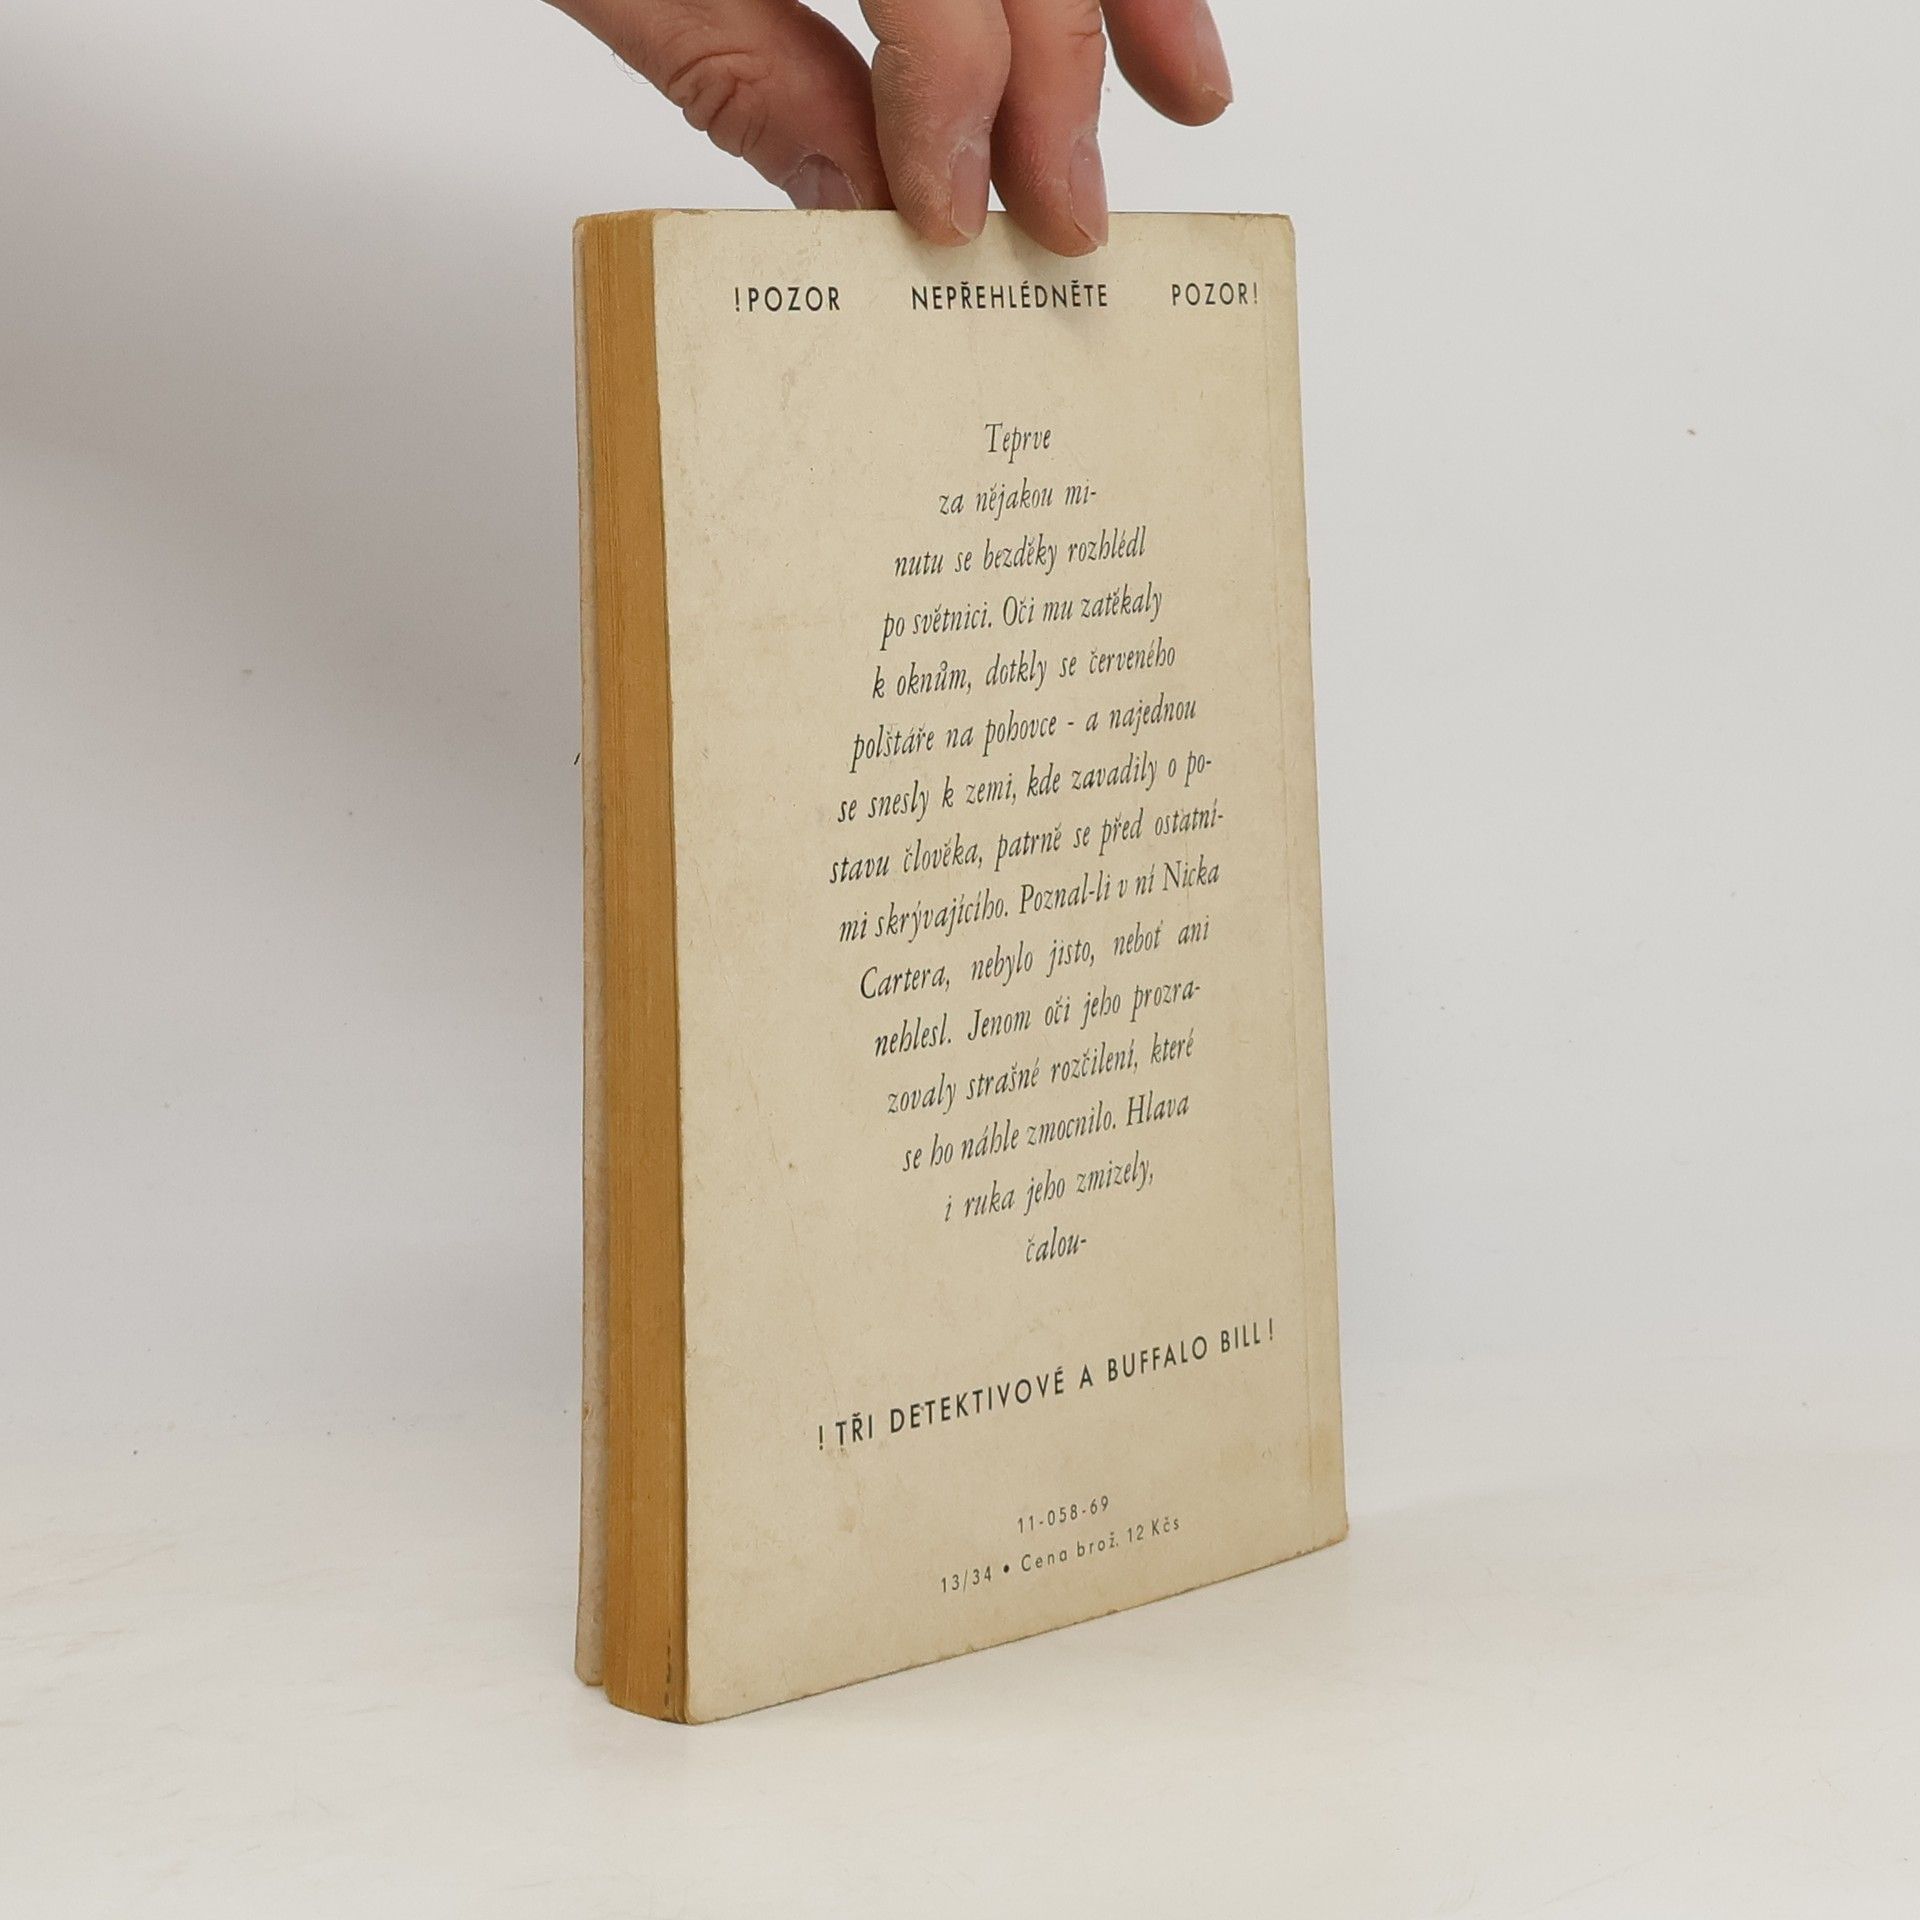 !POZOR NEPŘEHLÉDNĚTE POZOR!
Teprve
za nějakou mi-
nutu se bezděky rozhlédl
po světnici. Oči mu zatěkaly
k oknům, dotkly se červeného
polštáře na pohovce - a najednou
se snesly k zemi, kde zavadily o po-
stavu člověka, patrně se před ostatní-
mi skrývajícího. Poznal-li v ní Nicka
Cartera, nebylo jisto, neboť ani
nehlesl. Jenom oči jeho prozra-
zovaly strašné rozčilení, které
se ho náhle zmocnilo. Hlava
i ruka jeho zmizely,
čalou-
! TŘI DETEKTIVOVÉ A BUFFALO BILL !
11-058-69
13/34 • Cena brož. 12 Kčs